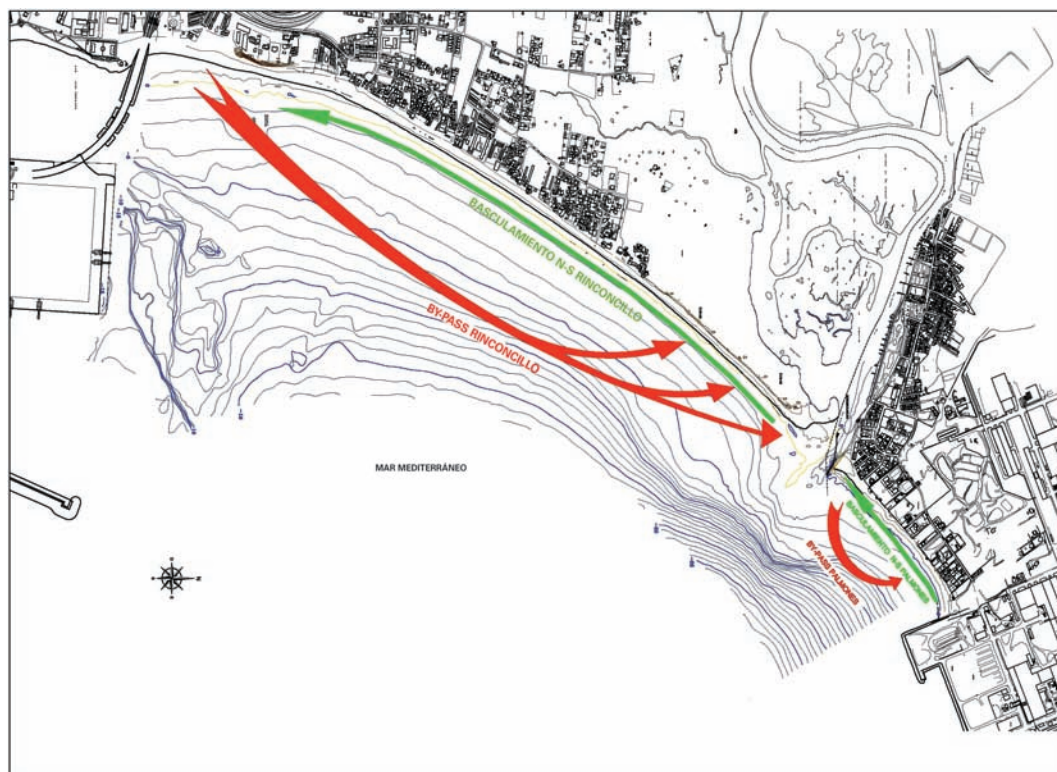 BASCULAMIENTO N-S RINCONCILLO
BY-PASS RINCONCILLO
MAR MEDITERRÁNEO
BASCULAMIENTO N-S PALMONES
BY-PASS PALMONES
N